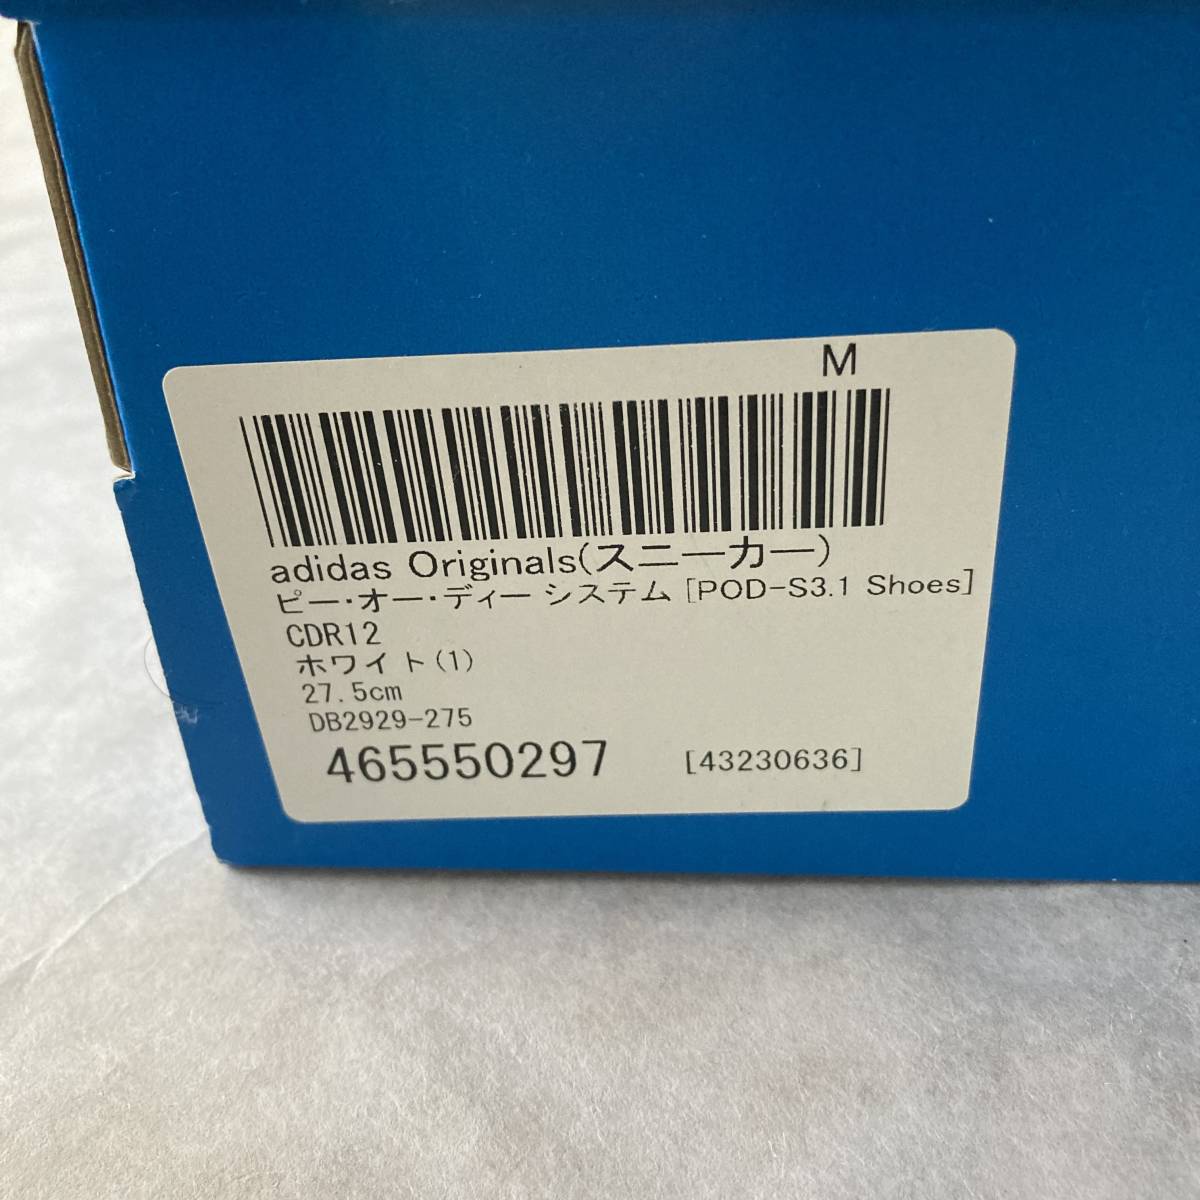 M
adidas Originals(スニーカー)
ピー・オー・ディー システム [POD-S3.1 Shoes]
CDR12
ホワイト(1)
27.5cm
DB2929-275
465550297 [43230636]